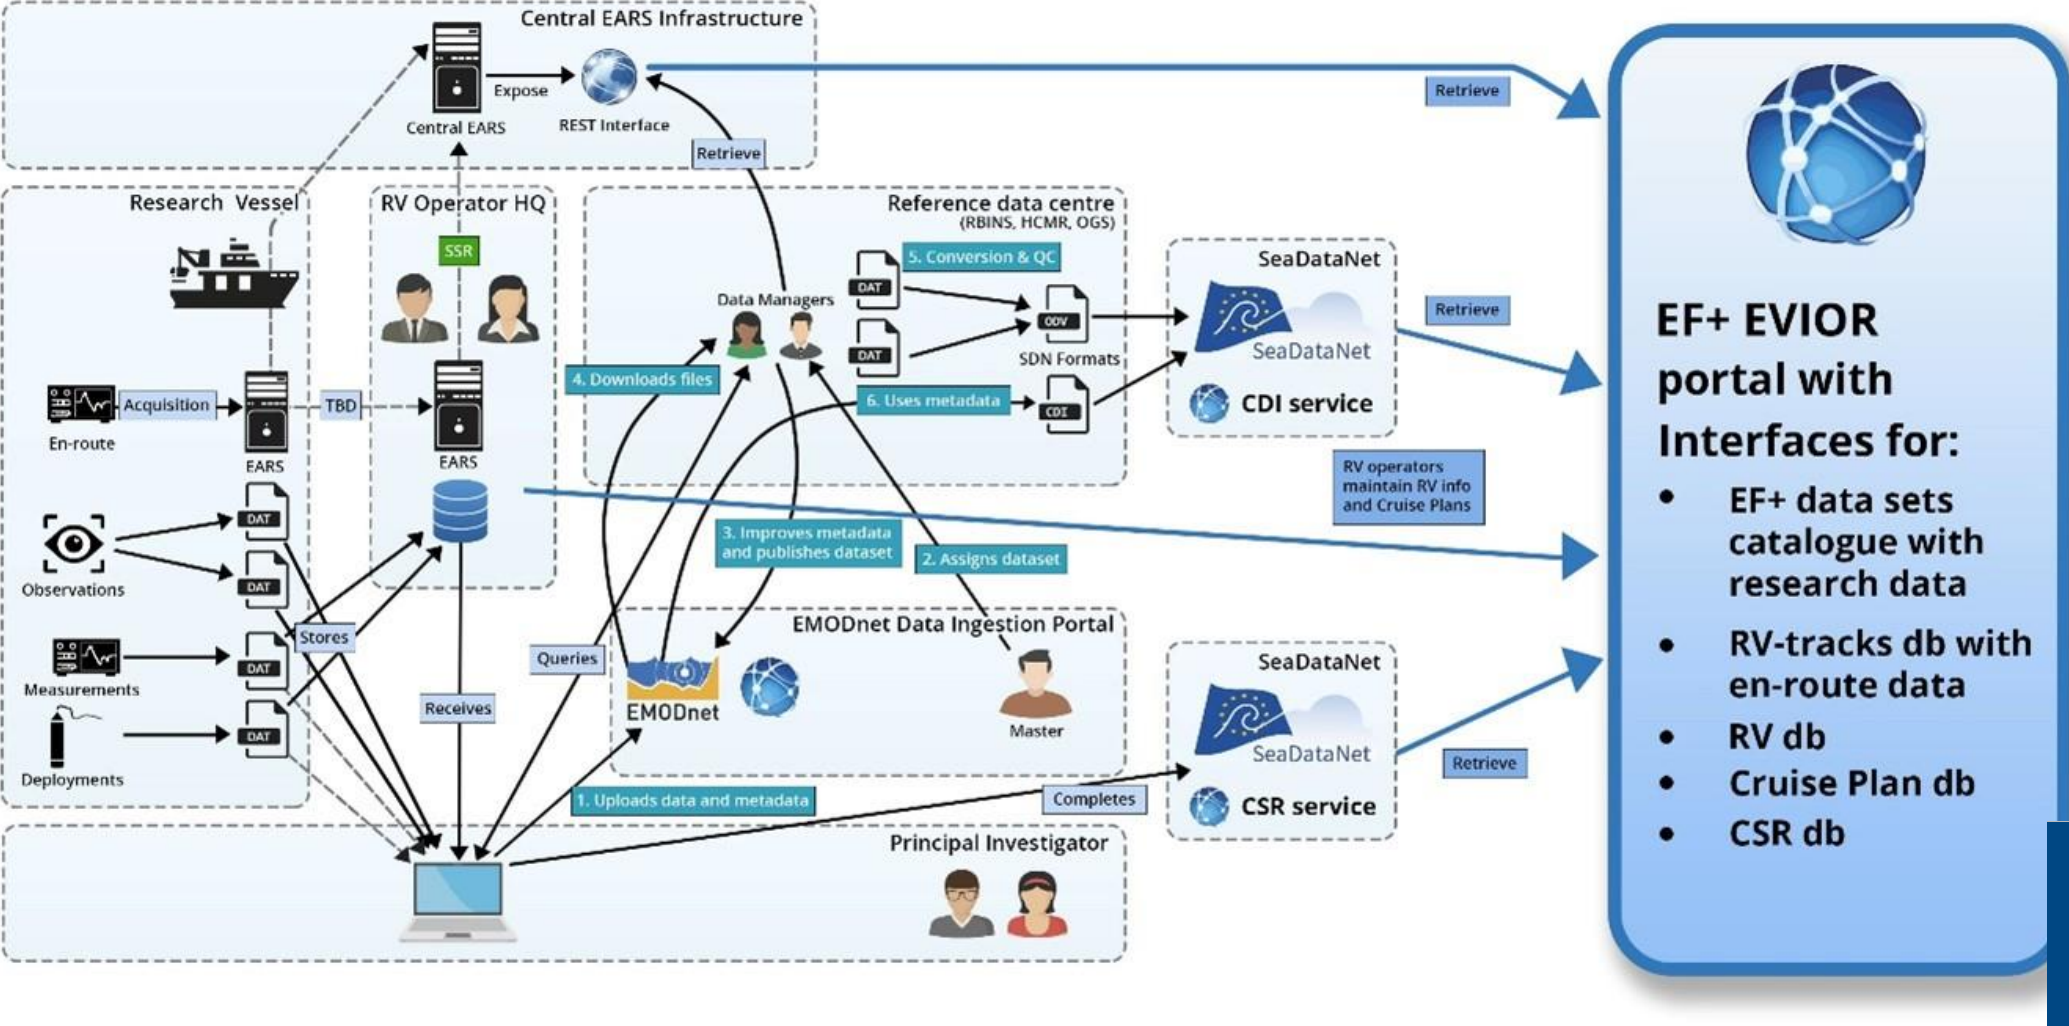 Central EARS Infrastructure
Expose
Central EARS
REST Interface
Retrieve
Retrieve
Research Vessel
RV Operator HQ
SSR
Reference data centre
(RBINS, HCMR, OGS)
5. Conversion & QC
DAT
Data Managers
ODV
DAT
SDN Formats
4. Downloads files
6. Uses metadata
CDI
SeaDataNet
SeaDataNet
CDI service
Retrieve
Acquisition
TBD
En-route
EARS
EARS
DAT
Observations
DAT
Stores
DAT
Measurements
DAT
Deployments
Receives
Queries
3. Improves metadata
and publishes dataset
2. Assigns dataset
RV operators
maintain RV info
and Cruise Plans
EMODnet Data Ingestion Portal
EMODnet
Master
1. Uploads data and metadata
Completes
SeaDataNet
SeaDataNet
CSR service
Retrieve
Principal Investigator
EF+ EVIOR
portal with
Interfaces for:
• EF+ data sets
catalogue with
research data
• RV-tracks db with
en-route data
• RV db
• Cruise Plan db
• CSR db